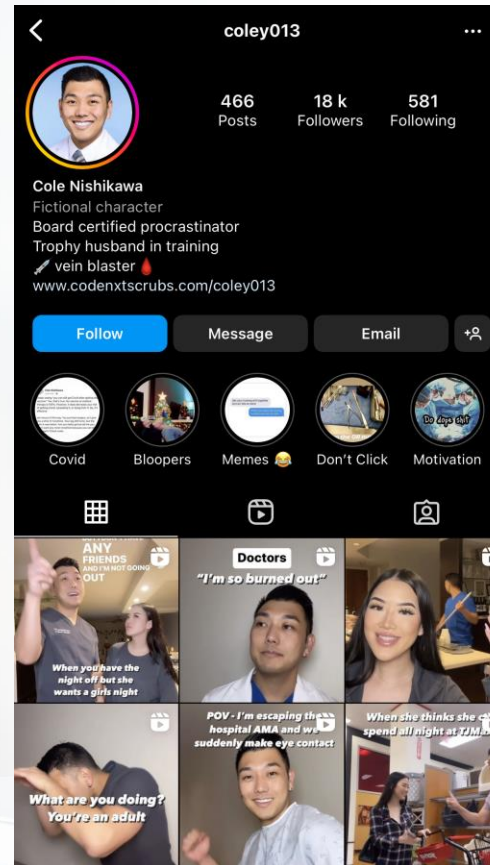 coley013
466
Posts
18 k
Followers
581
Following
Cole Nishikawa
Fictional character
Board certified procrastinator
Trophy husband in training
💉 vein blaster 🩸
www.codenxtscrubs.com/coley013
Follow
Message
Email
Covid
Bloopers
Memes 😂
Don't Click
Do dope shit
Motivation
ANY
FRIENDS
AND I'M NOT GOING
OUT
When you have the
night off but she
wants a girls night
Doctors
"I'm so burned out"
What are you doing?
You're an adult
POV - I'm escaping the
hospital AMA and we
suddenly make eye contact
When she thinks she
spend all night at